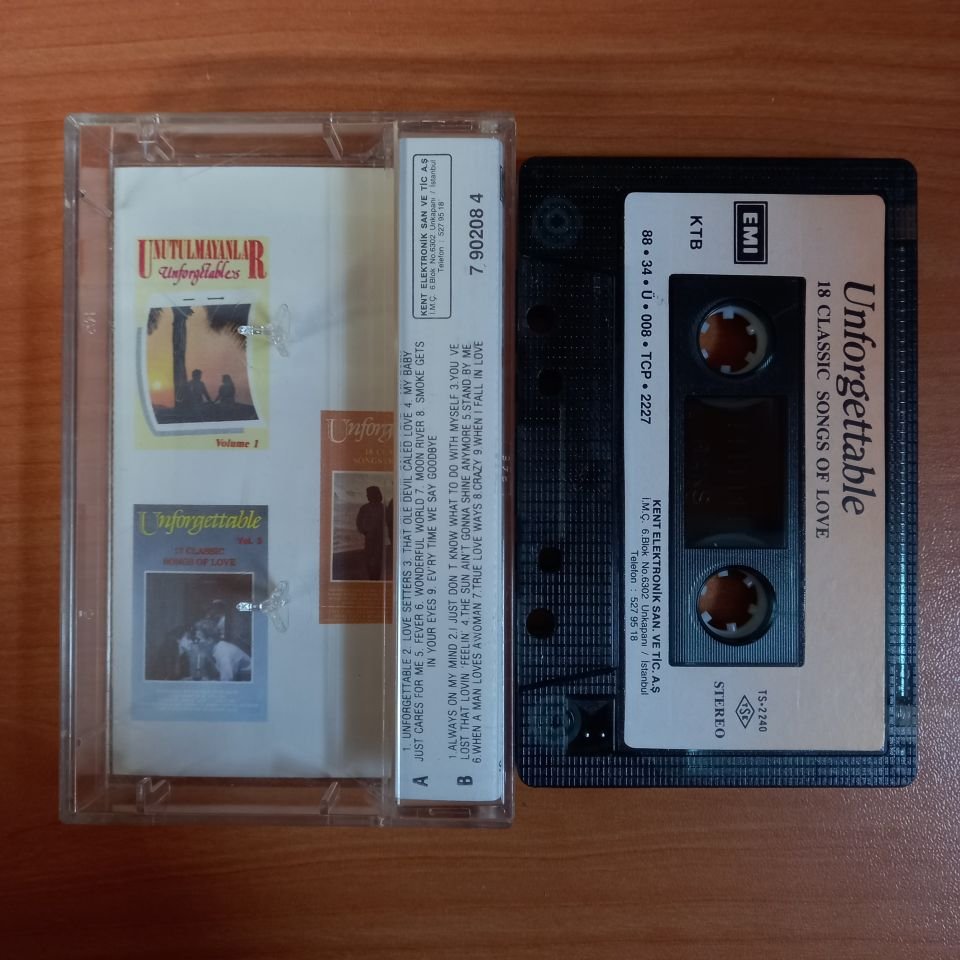 UNUTULMAYANLAR
Unforgettables
Volume 1
Unforgettable
Vol. 3
17 CLASSIC
SONGS OF LOVE
KENT ELEKTRONİK SAN VE TİC A.Ş
I.M.Ç. 6.Blok No.6302 Unkapanı / İstanbul
Telefon : 527 95 18
7 90208 4
A
1. UNFORGETTABLE 2. LOVE SETTERS 3. THAT OLE DEVIL CALED LOVE 4. MY BABY
JUST CARES FOR ME 5. FEVER 6. WONDERFUL WORLD 7. MOON RIVER 8. SMOKE GETS
IN YOUR EYES 9. EV'RY TIME WE SAY GOODBYE
B
1.ALWAYS ON MY MIND 2.I JUST DON T KNOW WHAT TO DO WITH MYSELF 3.YOU VE
LOST THAT LOVIN 'FEELIN' 4.THE SUN AIN'T GONNA SHINE ANYMORE 5.STAND BY ME
6 WHEN A MAN LOVES A WOMAN 7.TRUE LOVE WAYS 8.CRAZY 9.WHEN I FALL IN LOVE
Unforgettable
18 CLASSIC SONGS OF LOVE
EMI
KTB
88 • 34 • Ü • 008 • TCP • 2227
KENT ELEKTRONİK SAN. VE TİC. A.Ş
I.M.Ç. 6.Blok No.6302 Unkapanı / İstanbul
Telefon : 527 95 18
TS•2240
TSE
STEREO